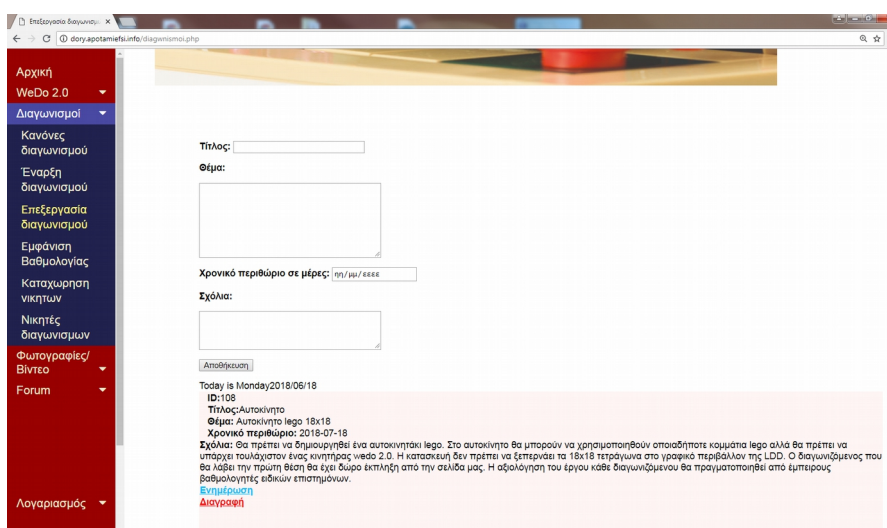 Επεξεργασία διαγωνισμ
dory.apotamiefsi.info/diagwnismoi.php
Αρχική
WeDo 2.0
Διαγωνισμοί
Κανόνες
διαγωνισμού
Έναρξη
διαγωνισμού
Επεξεργασία
διαγωνισμού
Εμφάνιση
Βαθμολογίας
Καταχωρηση
νικητων
Νικητές
διαγωνισμων
Φωτογραφίες/
Βίντεο
Forum
Λογαριασμός
Τίτλος:
Θέμα:
Χρονικό περιθώριο σε μέρες: ηη/μμ/εεεε
Σχόλια:
Αποθήκευση
Today is Monday2018/06/18
ID:108
Τίτλος:Αυτοκίνητο
Θέμα: Αυτοκίνητο lego 18x18
Χρονικό περιθώριο: 2018-07-18
Σχόλια: Θα πρέπει να δημιουργηθεί ένα αυτοκινητάκι lego. Στο αυτοκίνητο θα μπορούν να χρησιμοποιηθούν οποιαδήποτε κομμάτια lego αλλά θα πρέπει να
υπάρχει τουλάχιστον ένας κινητήρας wedo 2.0. Η κατασκευή δεν πρέπει να ξεπερνάει τα 18x18 τετράγωνα στο γραφικό περιβάλλον της LDD. Ο διαγωνιζόμενος που
θα λάβει την πρώτη θέση θα έχει δώρο έκπληξη από την σελίδα μας. Η αξιολόγηση του έργου κάθε διαγωνιζόμενου θα πραγματοποιηθεί από έμπειρους
βαθμολογητές ειδικών επιστημόνων.
Ενημέρωση
Διαγραφή